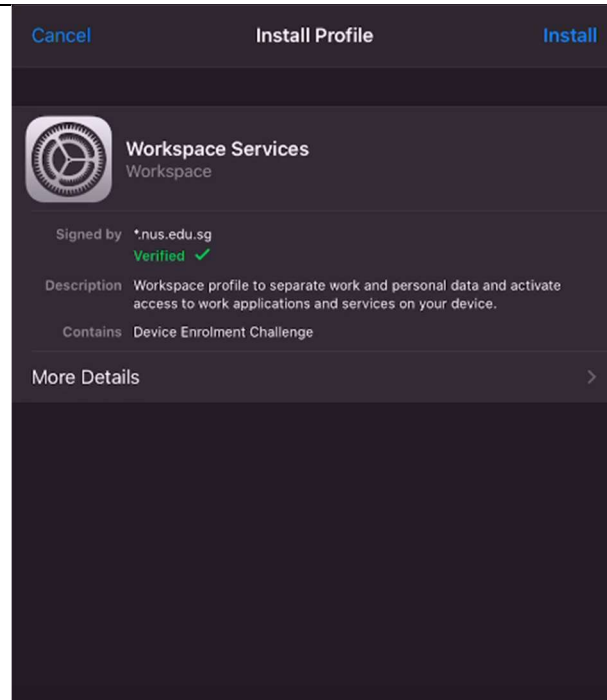 Cancel Install Profile Install
Workspace Services
Workspace
Signed by *.nus.edu.sg
Verified ✓
Description Workspace profile to separate work and personal data and activate
access to work applications and services on your device.
Contains Device Enrolment Challenge
More Details